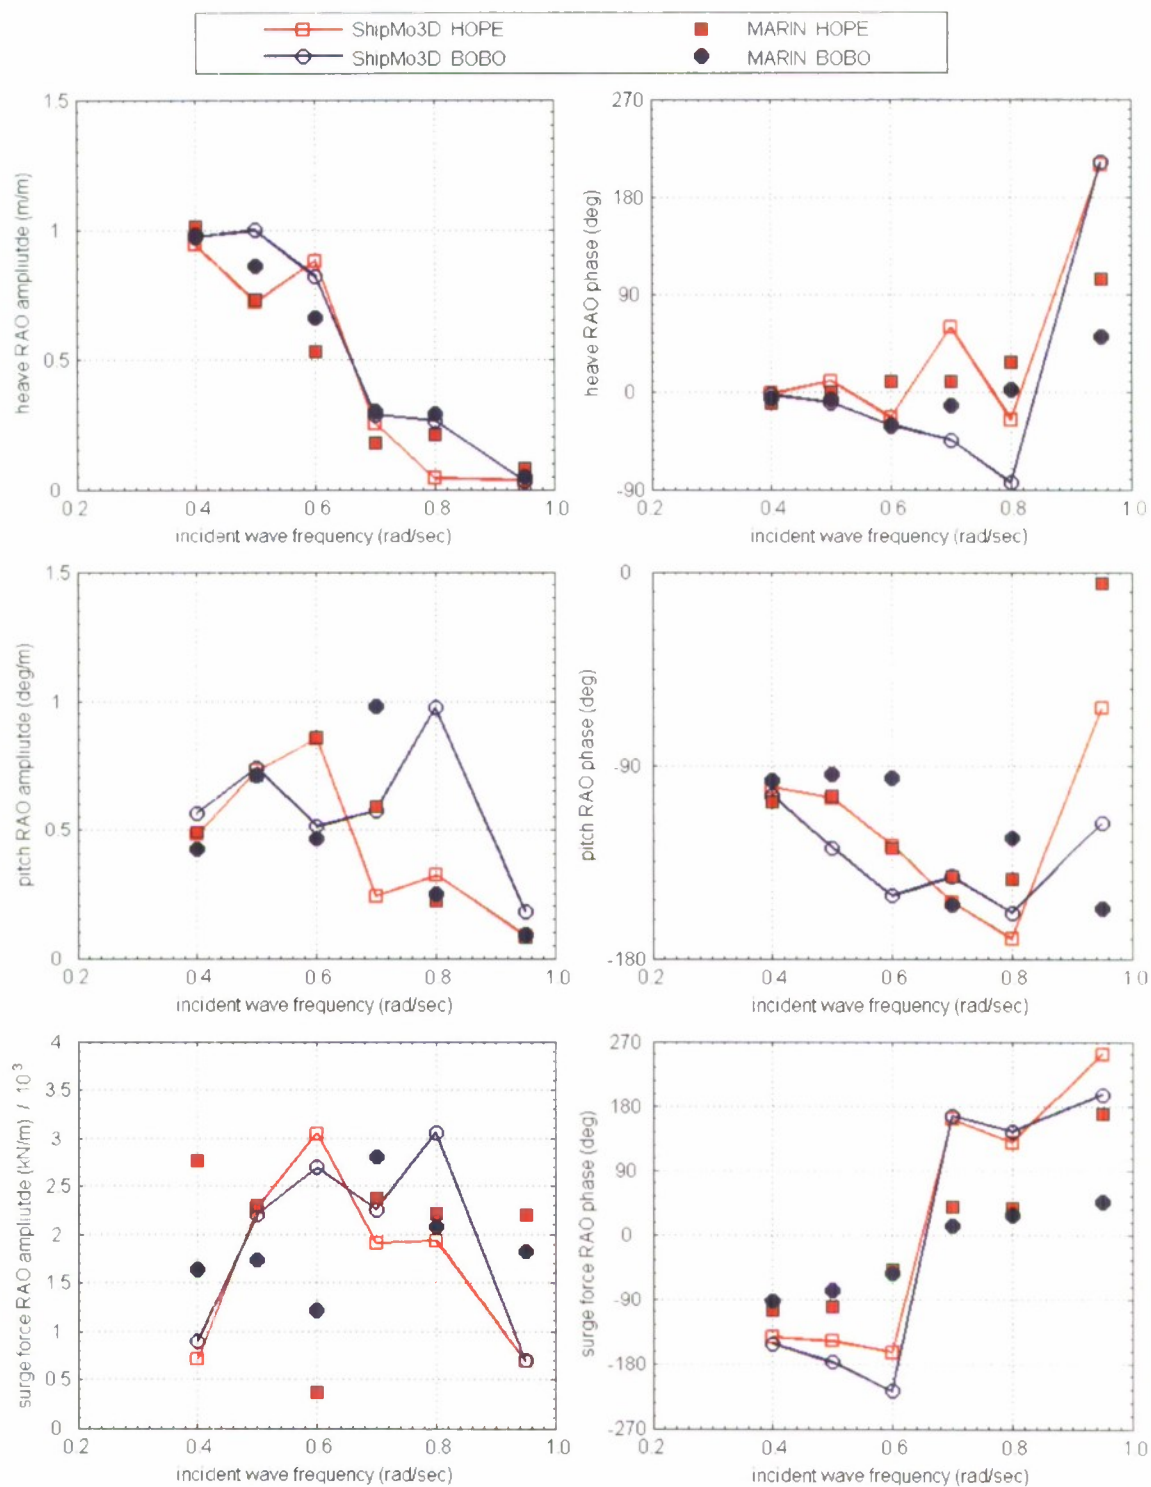 ShipMo3D HOPE MARIN HOPE
ShipMo3D BOBO MARIN BOBO
heave RAO ampliutde (m/m)
1.5
1
0.5
0
0.2 0.4 0.6 0.8 1.0
incident wave frequency (rad/sec)
heave RAO phase (deg)
270
180
90
0
-90
0.2 0.4 0.6 0.8 1.0
incident wave frequency (rad/sec)
pitch RAO ampliutde (deg/m)
1.5
1
0.5
0
0.2 0.4 0.6 0.8 1.0
incident wave frequency (rad/sec)
pitch RAO phase (deg)
0
-90
-180
0.2 0.4 0.6 0.8 1.0
incident wave frequency (rad/sec)
surge force RAO ampliutde (kN/m) / 10³
4
3.5
3
2.5
2
1.5
1
0.5
0
0.2 0.4 0.6 0.8 1.0
incident wave frequency (rad/sec)
surge force RAO phase (deg)
270
180
90
0
-90
-180
-270
0.2 0.4 0.6 0.8 1.0
incident wave frequency (rad/sec)